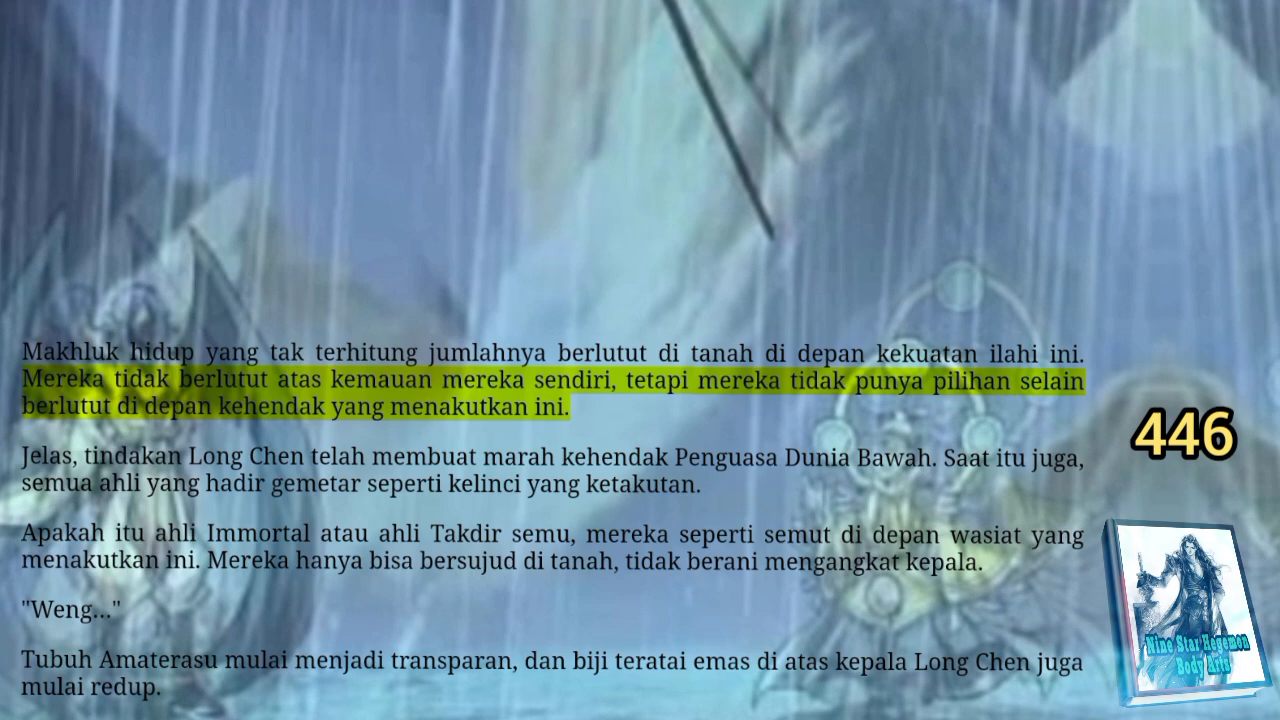 Makhluk hidup yang tak terhitung jumlahnya berlutut di tanah di depan kekuatan ilahi ini.
Mereka tidak berlutut atas kemauan mereka sendiri, tetapi mereka tidak punya pilihan selain
berlutut di depan kehendak yang menakutkan ini.
Jelas, tindakan Long Chen telah membuat marah kehendak Penguasa Dunia Bawah. Saat itu juga,
semua ahli yang hadir gemetar seperti kelinci yang ketakutan.
Apakah itu ahli Immortal atau ahli Takdir semu, mereka seperti semut di depan wasiat yang
menakutkan ini. Mereka hanya bisa bersujud di tanah, tidak berani mengangkat kepala.
"Weng…"
Tubuh Amaterasu mulai menjadi transparan, dan biji teratai emas di atas kepala Long Chen juga
mulai redup.
446
Nine Star Hegemon
Body Arts